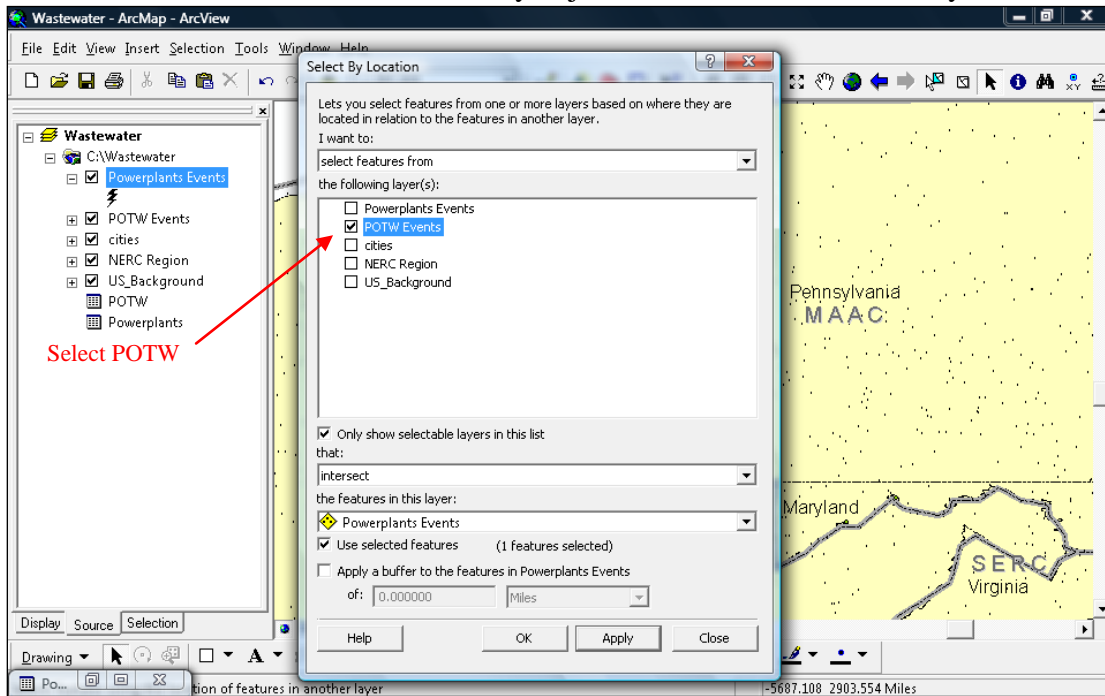 Wastewater - ArcMap - ArcView
File Edit View Insert Selection Tools Window Help
Wastewater
C:\Wastewater
Powerplants Events
POTW Events
cities
NERC Region
US_Background
POTW
Powerplants
Select POTW
Display Source Selection
Drawing
A
Po...
tion of features in another layer
-5687.108 2903.554 Miles
Select By Location
Lets you select features from one or more layers based on where they are
located in relation to the features in another layer.
I want to:
select features from
the following layer(s):
Powerplants Events
POTW Events
cities
NERC Region
US_Background
Only show selectable layers in this list
that:
intersect
the features in this layer:
Powerplants Events
Use selected features (1 features selected)
Apply a buffer to the features in Powerplants Events
of: 0.000000 Miles
Help OK Apply Close
XY
Pennsylvania
MAAC
Maryland
SERC
Virginia